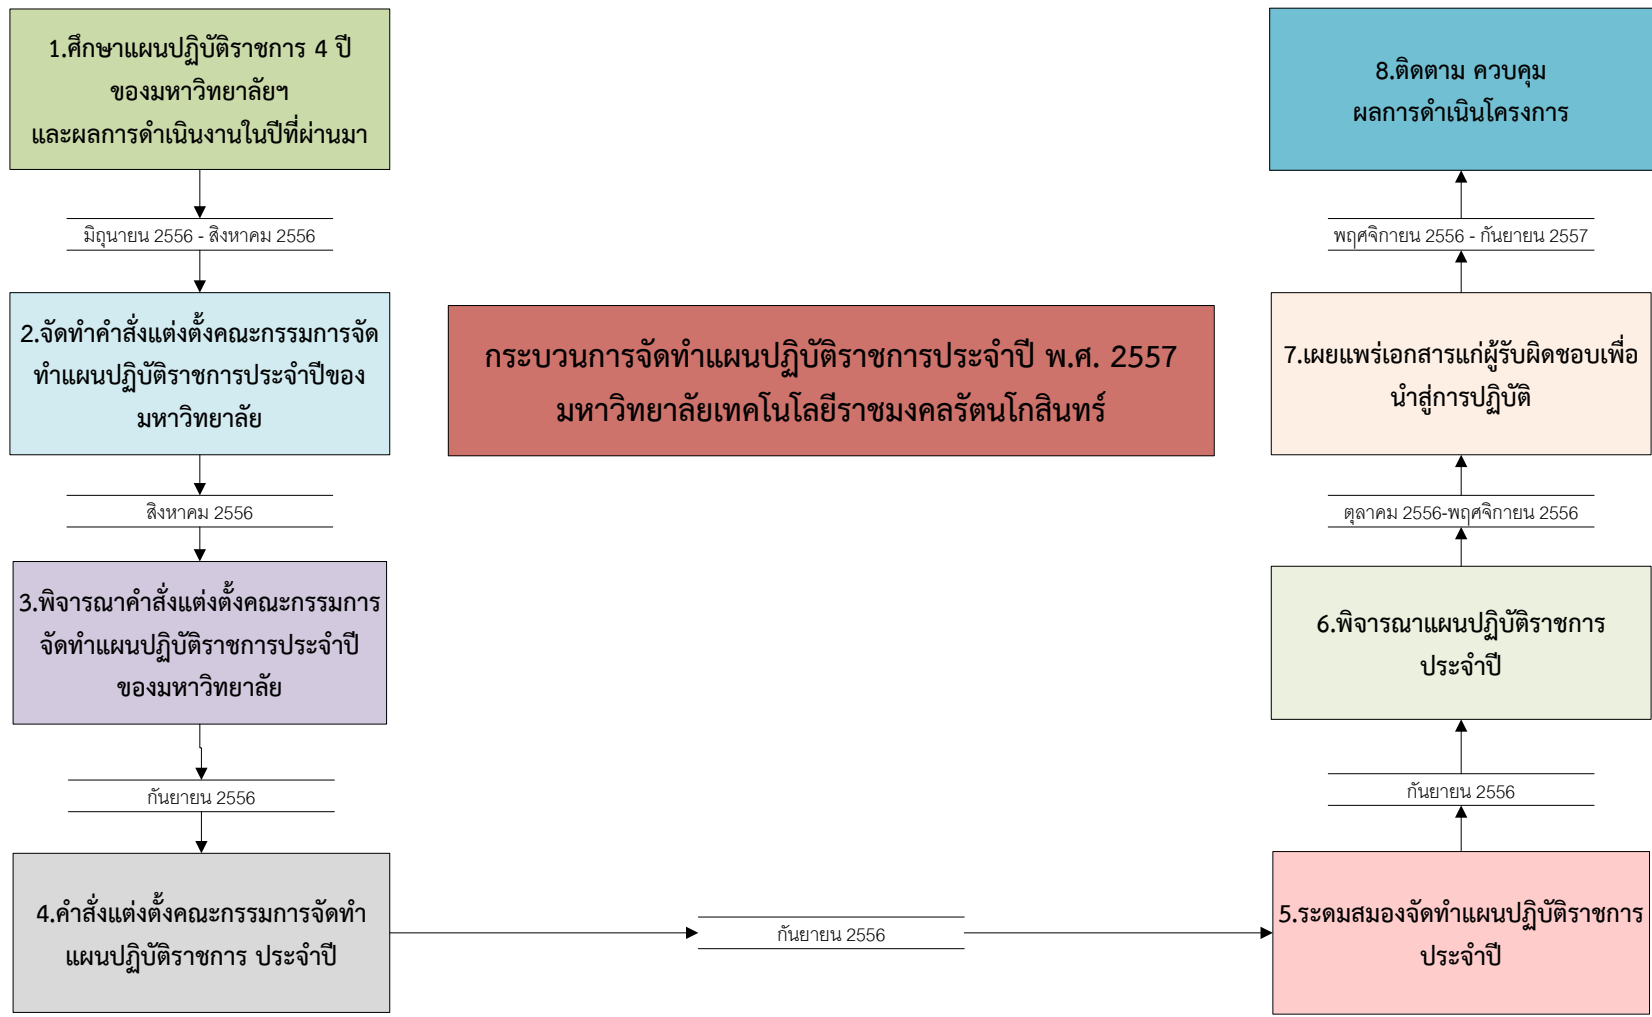 1.ศึกษาแผนปฏิบัติราชการ 4 ปี
ของมหาวิทยาลัยฯ
และผลการดำเนินงานในปีที่ผ่านมา
มิถุนายน 2556 - สิงหาคม 2556
2.จัดทำคำสั่งแต่งตั้งคณะกรรมการจัด
ทำแผนปฏิบัติราชการประจำปีของ
มหาวิทยาลัย
สิงหาคม 2556
3.พิจารณาคำสั่งแต่งตั้งคณะกรรมการ
จัดทำแผนปฏิบัติราชการประจำปี
ของมหาวิทยาลัย
กันยายน 2556
4.คำสั่งแต่งตั้งคณะกรรมการจัดทำ
แผนปฏิบัติราชการ ประจำปี
กระบวนการจัดทำแผนปฏิบัติราชการประจำปี พ.ศ. 2557
มหาวิทยาลัยเทคโนโลยีราชมงคลรัตนโกสินทร์
กันยายน 2556
5.ระดมสมองจัดทำแผนปฏิบัติราชการ
ประจำปี
กันยายน 2556
6.พิจารณาแผนปฏิบัติราชการ
ประจำปี
ตุลาคม 2556-พฤศจิกายน 2556
7.เผยแพร่เอกสารแก่ผู้รับผิดชอบเพื่อ
นำสู่การปฏิบัติ
พฤศจิกายน 2556 - กันยายน 2557
8.ติดตาม ควบคุม
ผลการดำเนินโครงการ